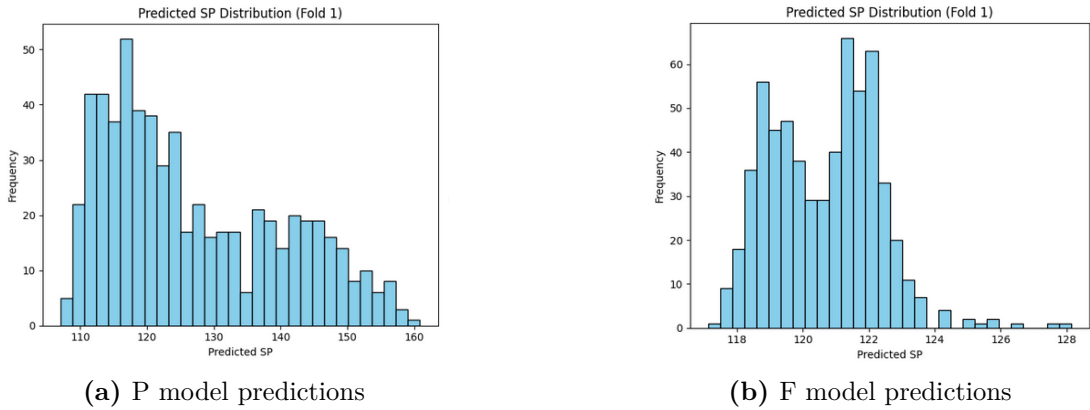 Predicted SP Distribution (Fold 1)
50
40
30
20
10
0
Frequency
110 120 130 140 150 160
Predicted SP
(a) P model predictions
Predicted SP Distribution (Fold 1)
60
50
40
30
20
10
0
Frequency
118 120 122 124 126 128
Predicted SP
(b) F model predictions